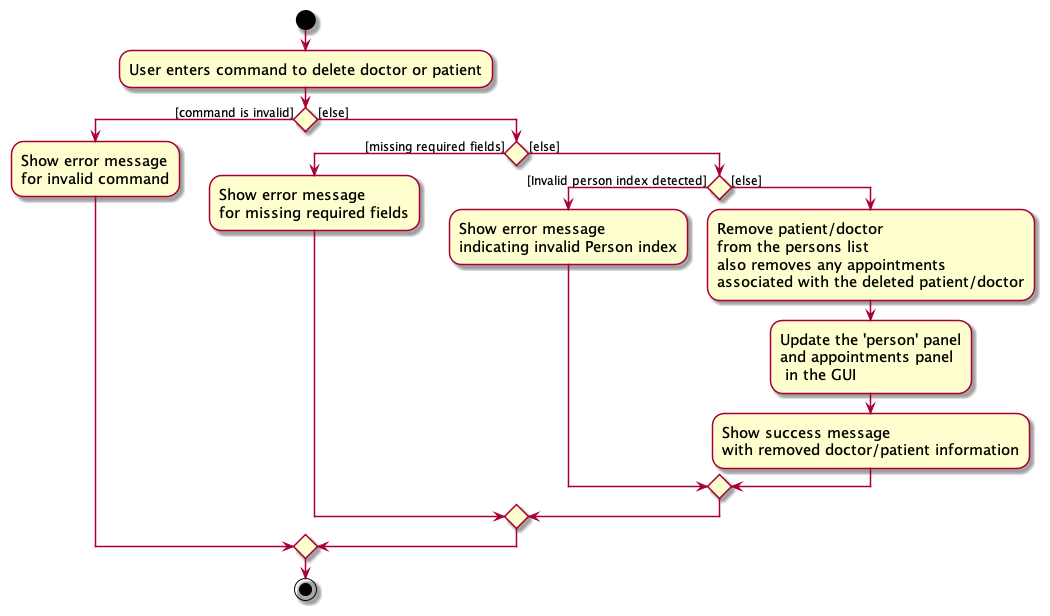 User enters command to delete doctor or patient
[command is invalid]
[else]
Show error message
for invalid command
[missing required fields]
[else]
Show error message
for missing required fields
[Invalid person index detected]
[else]
Show error message
indicating invalid Person index
Remove patient/doctor
from the persons list
also removes any appointments
associated with the deleted patient/doctor
Update the 'person' panel
and appointments panel
in the GUI
Show success message
with removed doctor/patient information